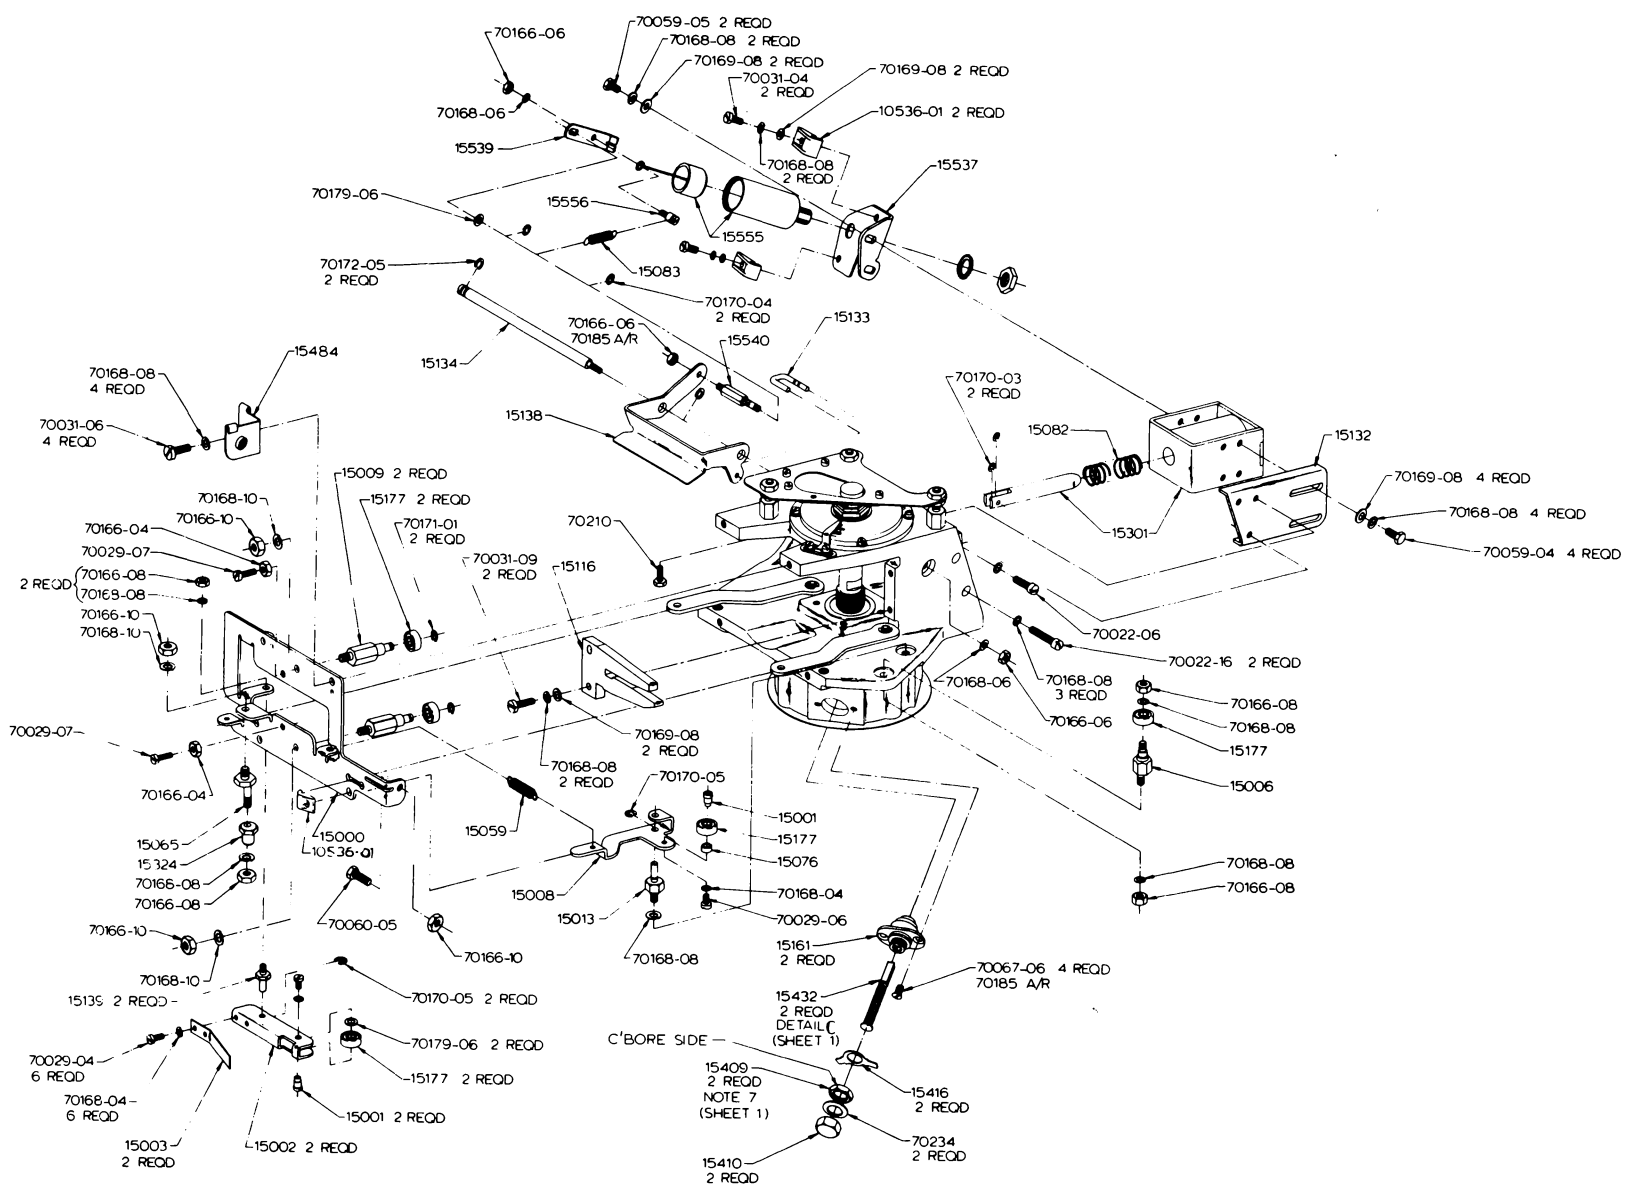 70166-06
70059-05 2 REQD
70168-08 2 REQD
70169-08 2 REQD
70031-04
2 REQD
70169-08 2 REQD
10536-01 2 REQD
70168-06
15539
70168-08
2 REQD
15537
70179-06
15556
15555
70172-05
2 REQD
15083
70170-04
2 REQD
15133
70166-06
70185 A/R
15540
15134
15484
70168-08
4 REQD
70031-06
4 REQD
15138
70170-03
2 REQD
15082
15132
15009 2 REQD
15177 2 REQD
70169-08 4 REQD
70168-08 4 REQD
70059-04 4 REQD
15301
70168-10
70166-10
70166-04
70029-07
2 REQD
70166-08
70169-08
70166-10
70168-10
70171-01
2 REQD
70210
70031-09
2 REQD
15116
70022-06
70022-16 2 REQD
70168-08
3 REQD
70168-06
70166-06
70166-08
70168-08
15177
15006
70029-07
70166-04
70169-08
2 REQD
70168-08
2 REQD
70170-05
15001
15177
15076
15059
15065
15324
70168-08
70166-08
15000
10536-01
15008
15013
70168-04
70029-06
70168-08
70166-08
70166-10
70060-05
70166-10
70168-08
15161
2 REQD
70067-06 4 REQD
70185 A/R
70168-10
15139 2 REQD
70170-05 2 REQD
15432
2 REQD
DETAIL C
(SHEET 1)
70179-06 2 REQD
C'BORE SIDE
70029-04
6 REQD
15177 2 REQD
15409
2 REQD
NOTE 7
(SHEET 1)
15416
2 REQD
70168-04
6 REQD
15001 2 REQD
15003
2 REQD
15002 2 REQD
70234
2 REQD
15410
2 REQD